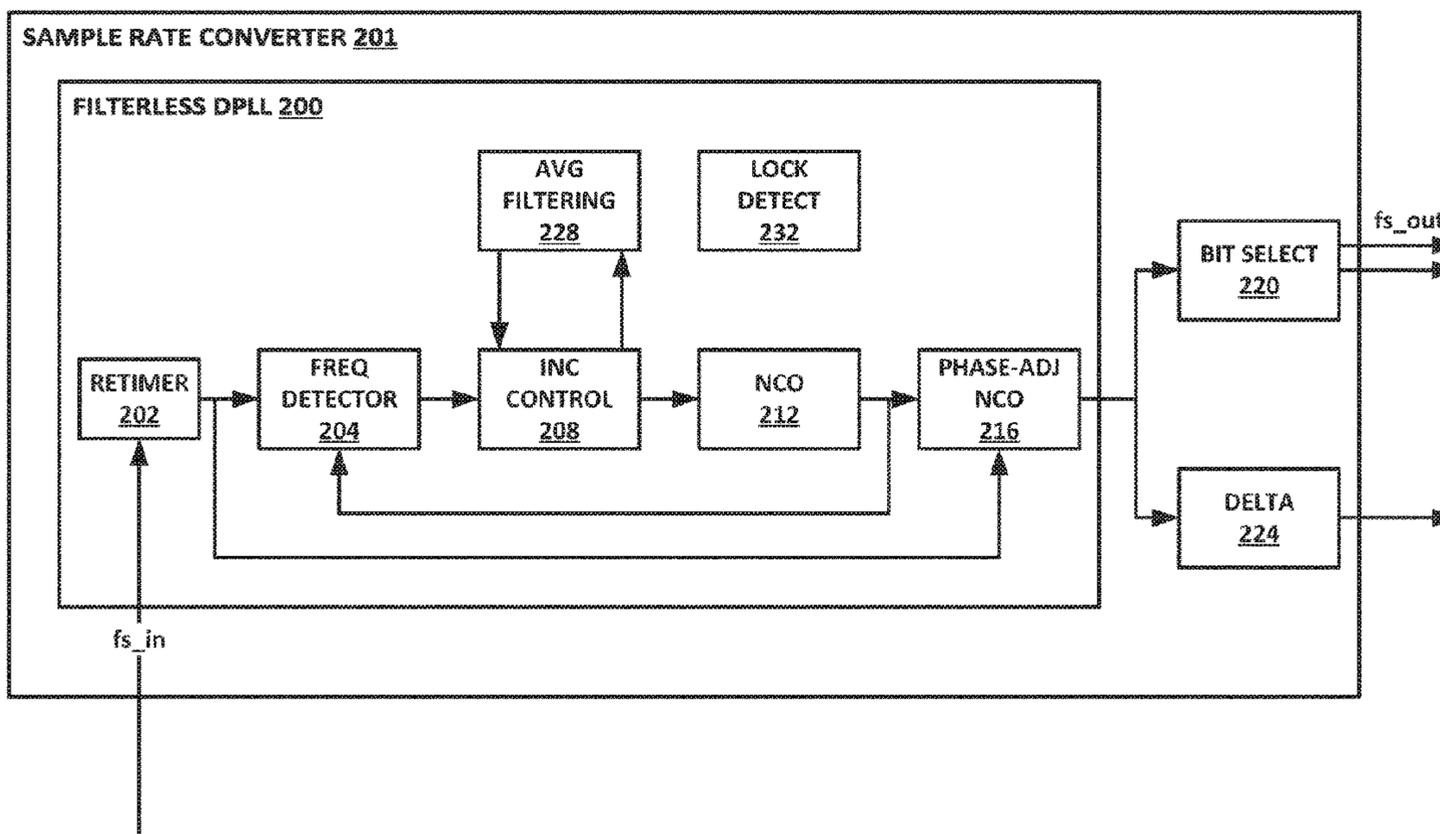 SAMPLE RATE CONVERTER 201
FILTERLESS DPLL 200
AVG
FILTERING
228
LOCK
DETECT
232
fs_out
BIT SELECT
220
RETIMER
202
FREQ
DETECTOR
204
INC
CONTROL
208
NCO
212
PHASE-ADJ
NCO
216
DELTA
224
fs_in